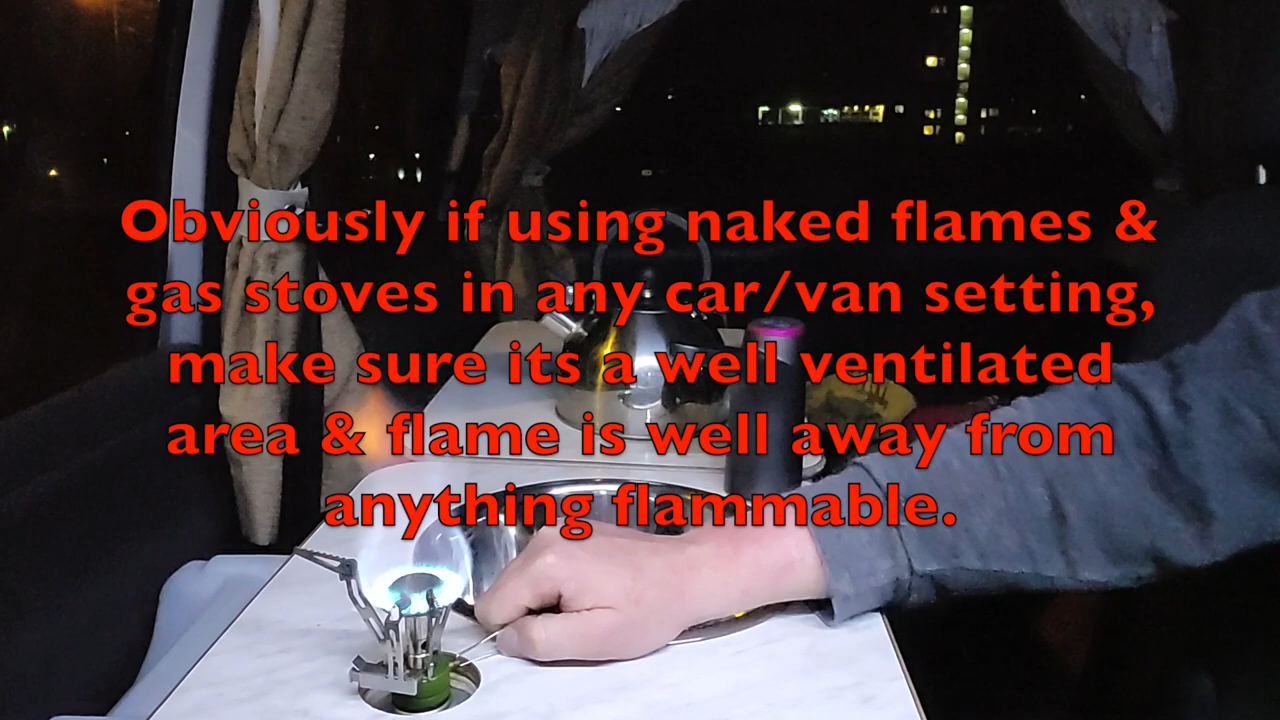 Obviously if using naked flames &
gas stoves in any car/van setting,
make sure its a well ventilated
area & flame is well away from
anything flammable.